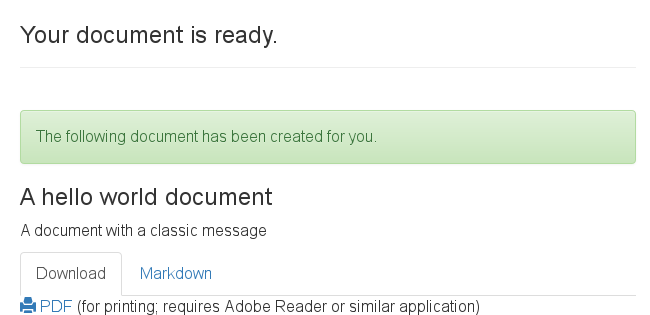 Your document is ready.
The following document has been created for you.
A hello world document
A document with a classic message
Download Markdown
PDF (for printing; requires Adobe Reader or similar application)